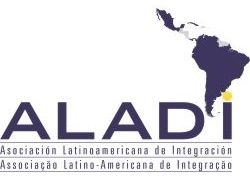 ALADi
Asociación Latinoamericana de Integración
Associação Latino-Americana de Integração